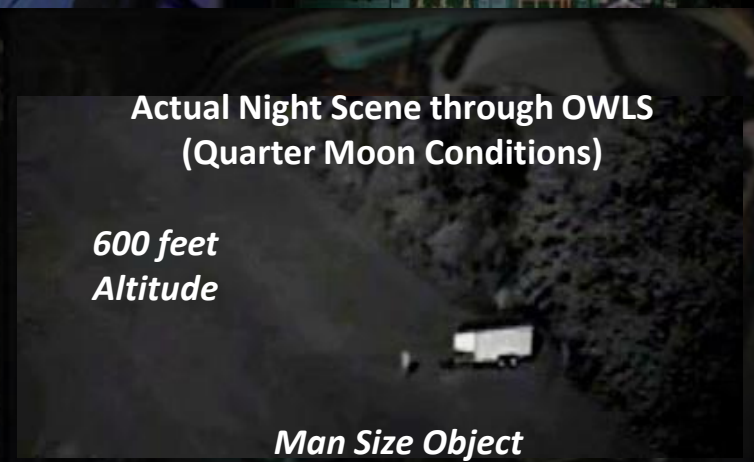 Actual Night Scene through OWLS
(Quarter Moon Conditions)
600 feet
Altitude
Man Size Object